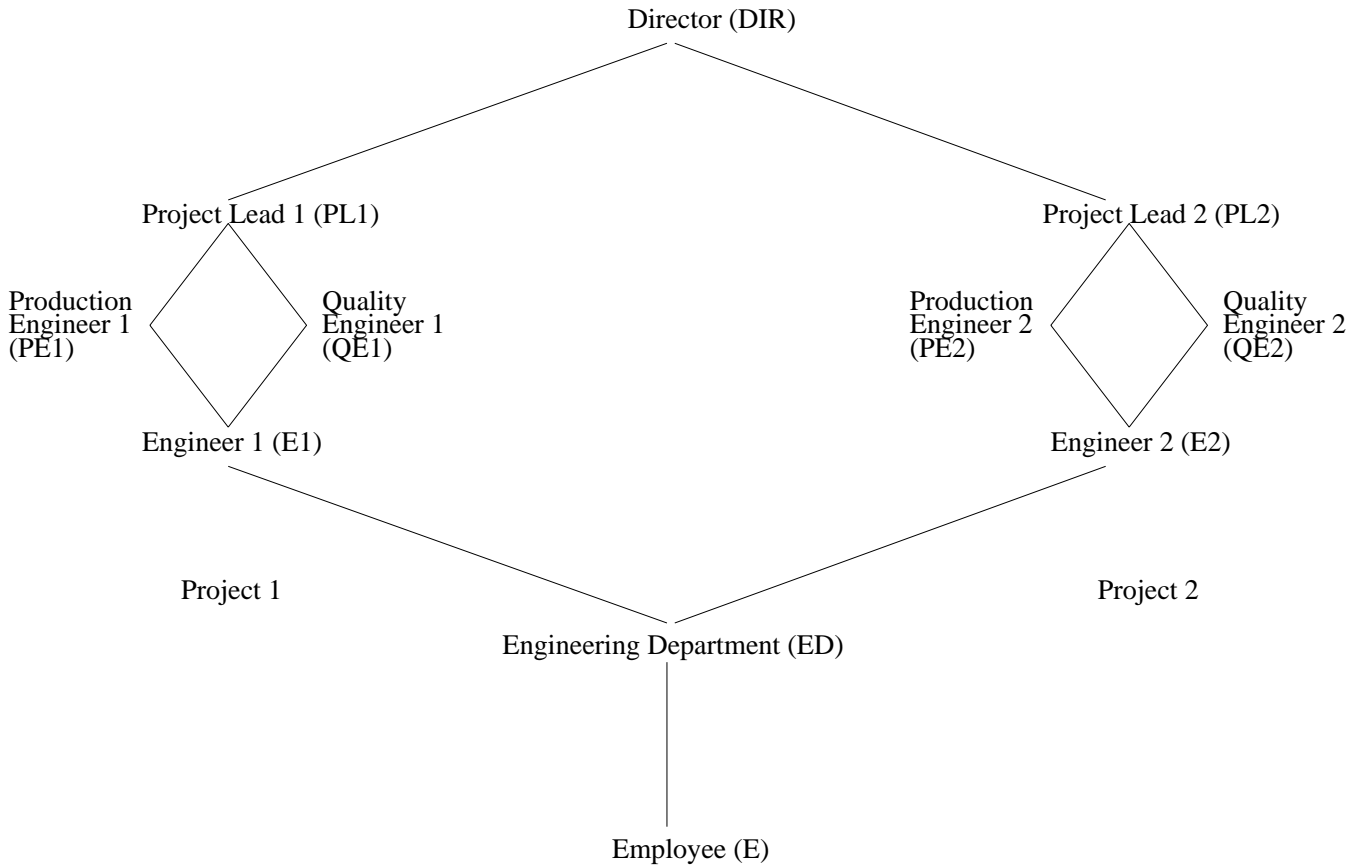 Director (DIR)
Project Lead 1 (PL1)
Project Lead 2 (PL2)
Production
Engineer 1
(PE1)
Quality
Engineer 1
(QE1)
Production
Engineer 2
(PE2)
Quality
Engineer 2
(QE2)
Engineer 1 (E1)
Engineer 2 (E2)
Project 1
Project 2
Engineering Department (ED)
Employee (E)